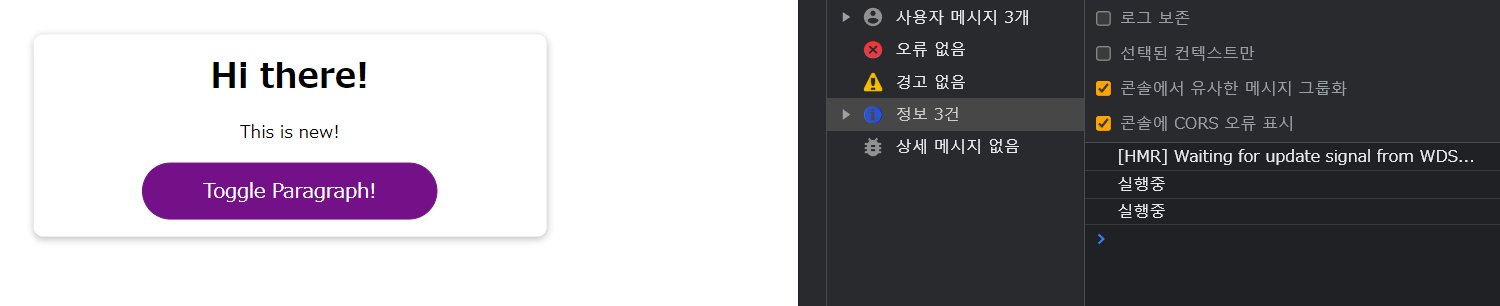 Hi there!
This is new!
Toggle Paragraph!
사용자 메시지 3개
오류 없음
경고 없음
정보 3건
상세 메시지 없음
로그 보존
선택된 컨텍스트만
콘솔에서 유사한 메시지 그룹화
콘솔에 CORS 오류 표시
[HMR] Waiting for update signal from WDS...
실행중
실행중